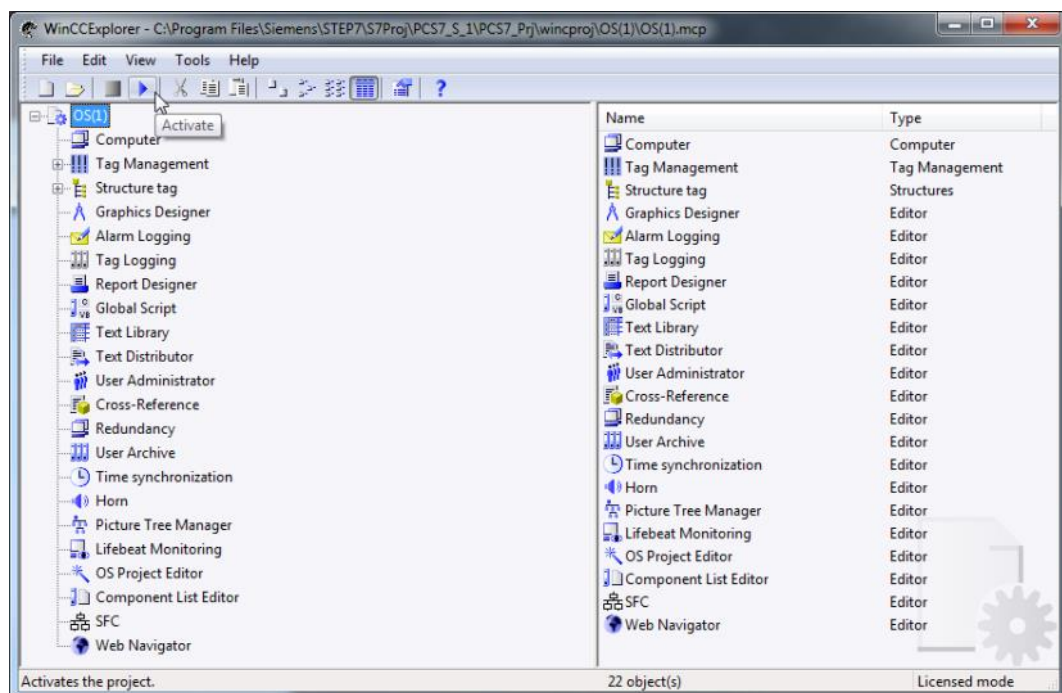 WinCCExplorer - C:\Program Files\Siemens\STEP7\S7Proj\PCS7_S_1\PCS7_Prj\wincproj\OS(1)\OS(1).mcp
File Edit View Tools Help
Activate
OS(1)
Computer
Tag Management
Structure tag
Graphics Designer
Alarm Logging
Tag Logging
Report Designer
Global Script
Text Library
Text Distributor
User Administrator
Cross-Reference
Redundancy
User Archive
Time synchronization
Horn
Picture Tree Manager
Lifebeat Monitoring
OS Project Editor
Component List Editor
SFC
Web Navigator
Name Type
Computer Computer
Tag Management Tag Management
Structure tag Structures
Graphics Designer Editor
Alarm Logging Editor
Tag Logging Editor
Report Designer Editor
Global Script Editor
Text Library Editor
Text Distributor Editor
User Administrator Editor
Cross-Reference Editor
Redundancy Editor
User Archive Editor
Time synchronization Editor
Horn Editor
Picture Tree Manager Editor
Lifebeat Monitoring Editor
OS Project Editor Editor
Component List Editor Editor
SFC Editor
Web Navigator Editor
Activates the project. 22 object(s) Licensed mode